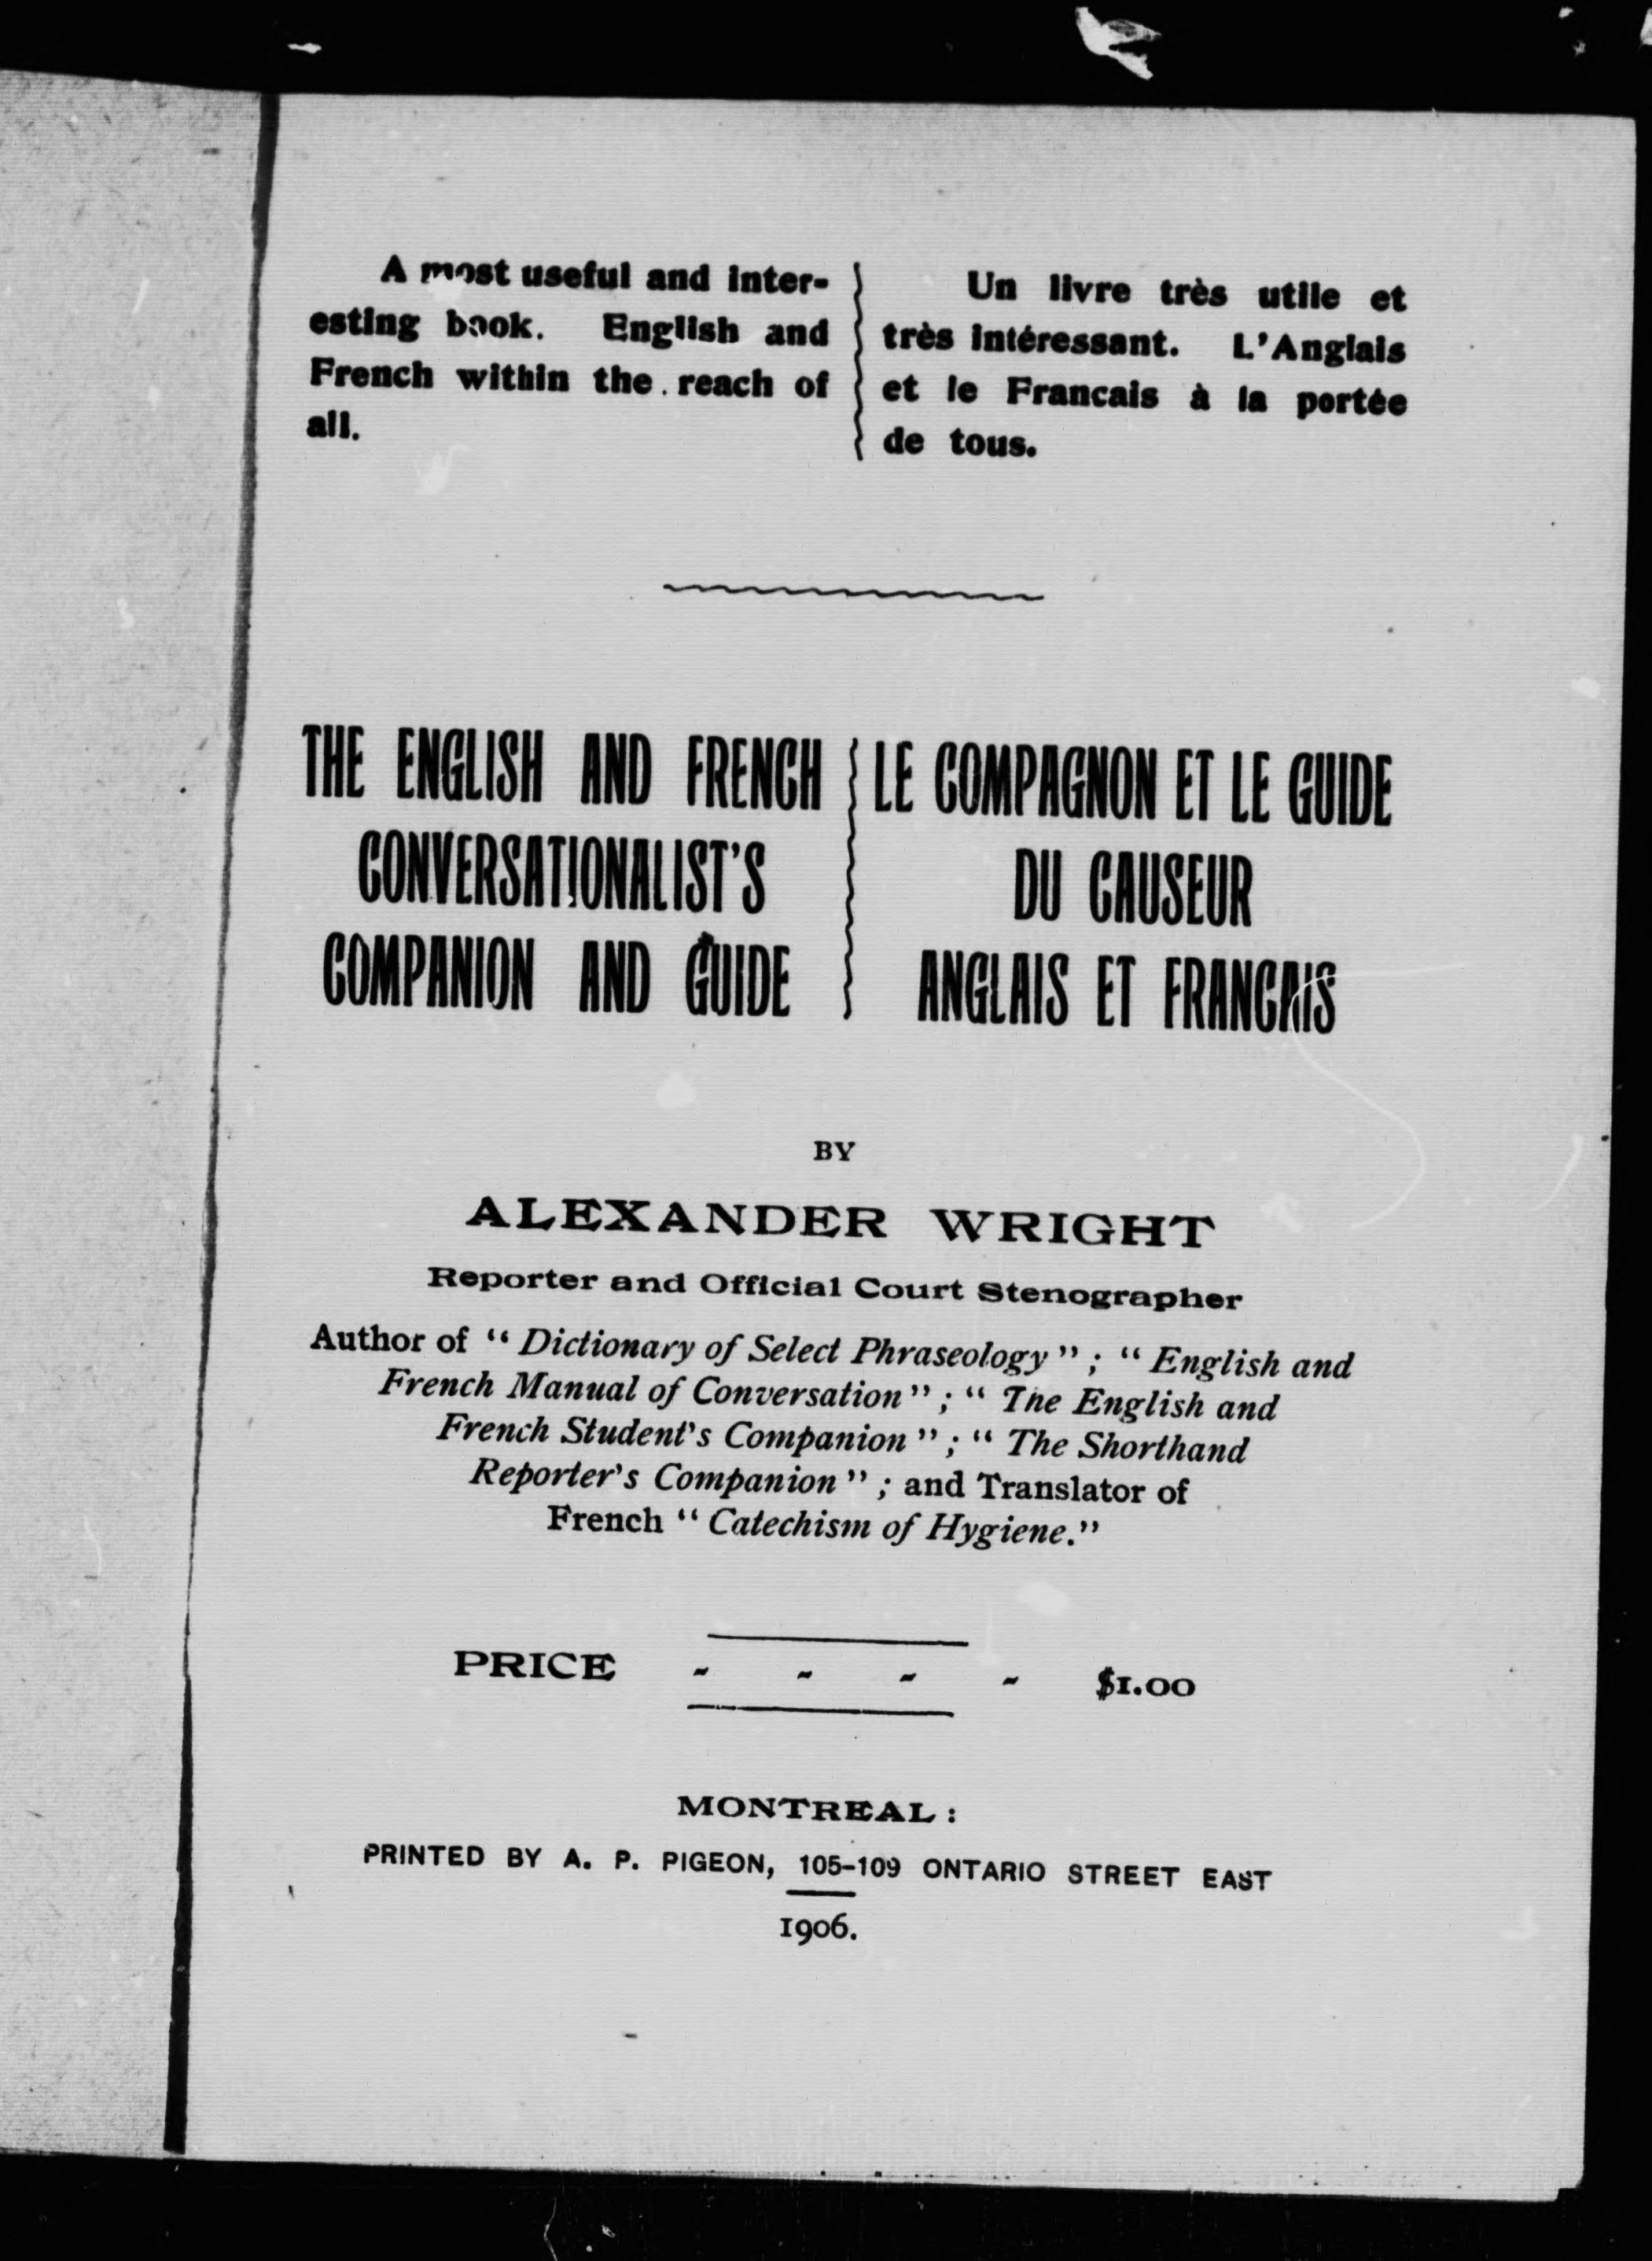 A most useful and inter-
esting book. English and
French within the reach of
all.
Un livre très utile et
très intéressant. L'Anglais
et le Francais à la portée
de tous.
THE ENGLISH AND FRENCH
CONVERSATIONALIST'S
COMPANION AND GUIDE
LE COMPAGNON ET LE GUIDE
DU CAUSEUR
ANGLAIS ET FRANCAIS
BY
ALEXANDER WRIGHT
Reporter and Official Court Stenographer
Author of "Dictionary of Select Phraseology"; "English and
French Manual of Conversation"; "The English and
French Student's Companion"; "The Shorthand
Reporter's Companion"; and Translator of
French "Catechism of Hygiene."
PRICE - - - - $1.00
MONTREAL:
PRINTED BY A. P. PIGEON, 105-109 ONTARIO STREET EAST
1906.